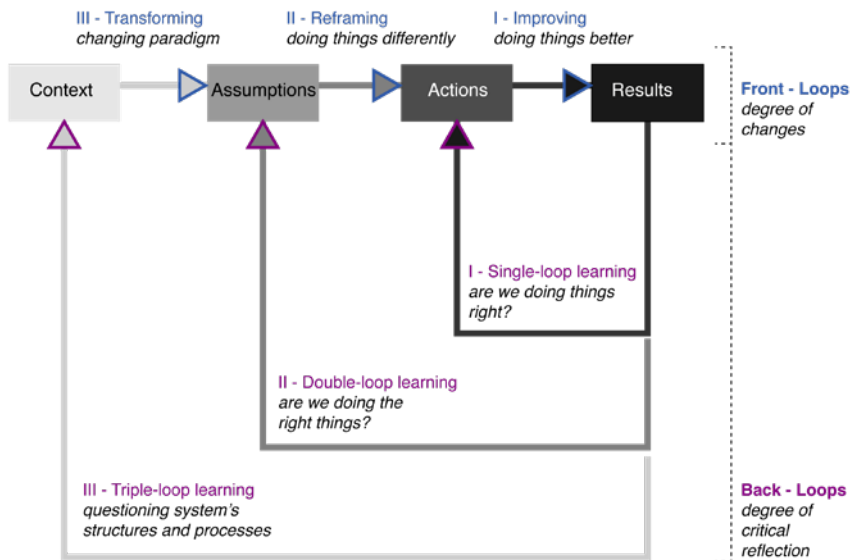 III - Transforming
changing paradigm
II - Reframing
doing things differently
I - Improving
doing things better
Context
Assumptions
Actions
Results
Front - Loops
degree of
changes
I - Single-loop learning
are we doing things
right?
II - Double-loop learning
are we doing the
right things?
III - Triple-loop learning
questioning system's
structures and processes
Back - Loops
degree of
critical
reflection